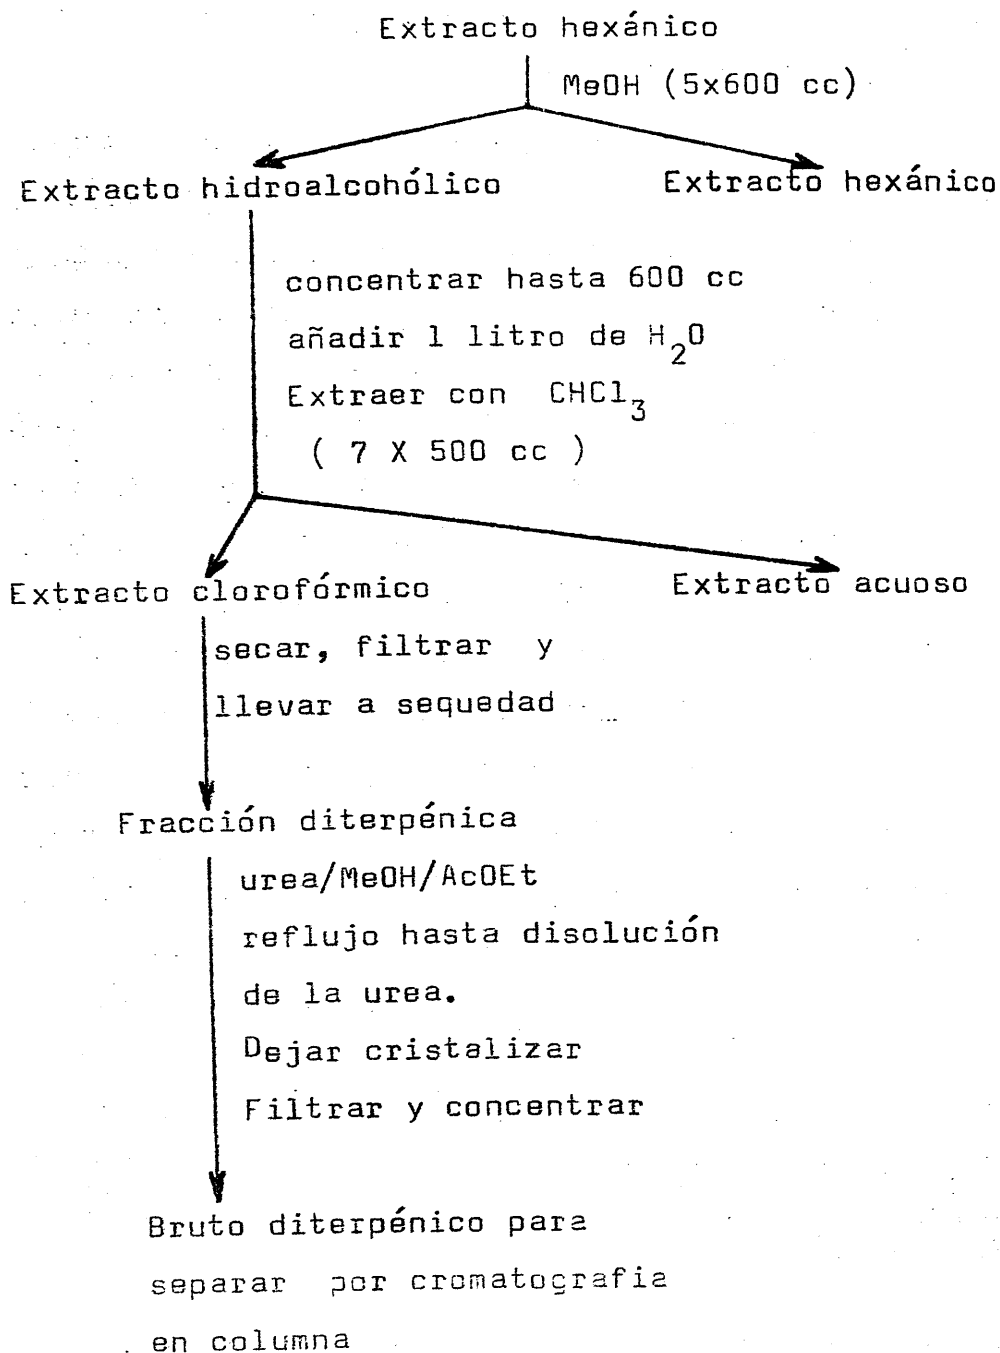 Extracto hexánico
MeOH (5x600 cc)
Extracto hidroalcohólico
Extracto hexánico
concentrar hasta 600 cc
añadir 1 litro de H2O
Extraer con CHCl3
( 7 X 500 cc )
Extracto clorofórmico
Extracto acuoso
secar, filtrar y
llevar a sequedad
Fracción diterpénica
urea/MeOH/AcOEt
reflujo hasta disolución
de la urea.
Dejar cristalizar
Filtrar y concentrar
Bruto diterpénico para
separar por cromatografia
en columna